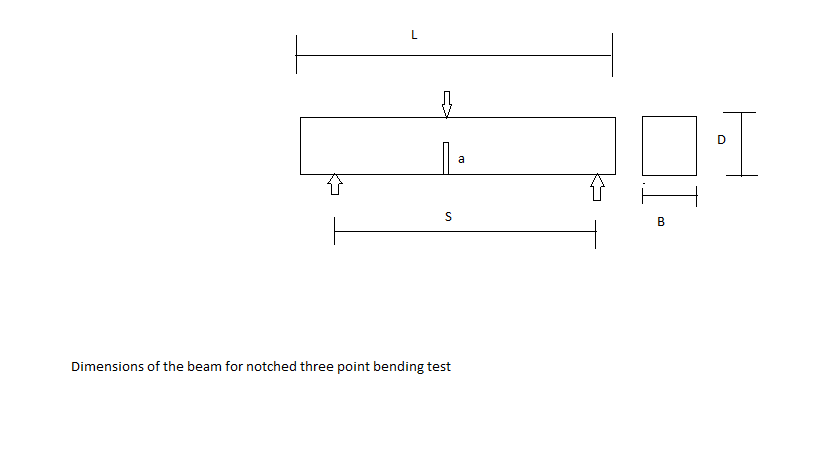 L
D
a
S
B
Dimensions of the beam for notched three point bending test